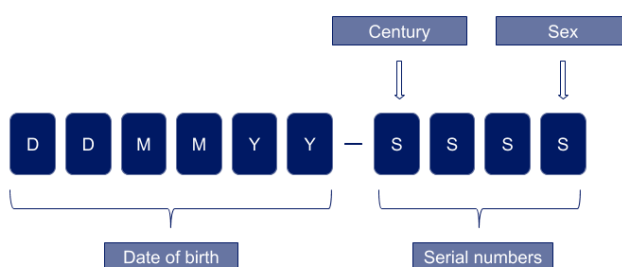 Century Sex
D D M M Y Y – S S S S
Date of birth Serial numbers